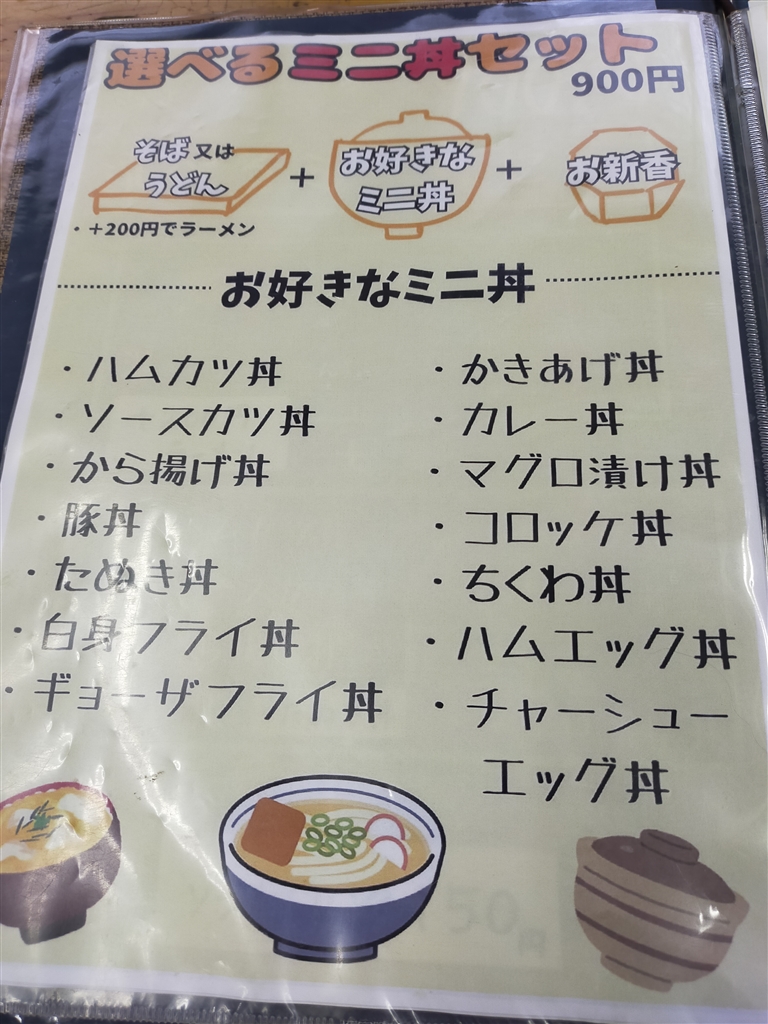 選べるミニ丼セット
900円
そば又は
うどん
+
お好きな
ミニ丼
+
お新香
・+200円でラーメン
お好きなミニ丼
・ハムカツ丼
・ソースカツ丼
・から揚げ丼
・豚丼
・たぬき丼
・白身フライ丼
・ギョーザフライ丼
・かきあげ丼
・カレー丼
・マグロ漬け丼
・コロッケ丼
・ちくわ丼
・ハムエッグ丼
・チャーシュー
エッグ丼